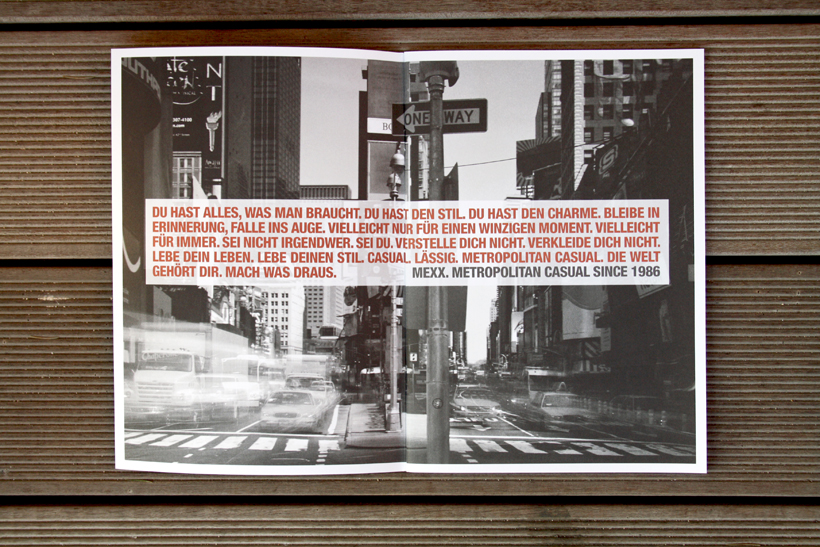 NT
ONE WAY
DU HAST ALLES, WAS MAN BRAUCHT. DU HAST DEN STIL. DU HAST DEN CHARME. BLEIBE IN
ERINNERUNG, FALLE INS AUGE. VIELLEICHT NUR FÜR EINEN WINZIGEN MOMENT. VIELLEICHT
FÜR IMMER. SEI NICHT IRGENDWER. SEI DU. VERSTELLE DICH NICHT. VERKLEIDE DICH NICHT.
LEBE DEIN LEBEN. LEBE DEINEN STIL. CASUAL. LÄSSIG. METROPOLITAN CASUAL. DIE WELT
GEHÖRT DIR. MACH WAS DRAUS. MEXX. METROPOLITAN CASUAL SINCE 1986